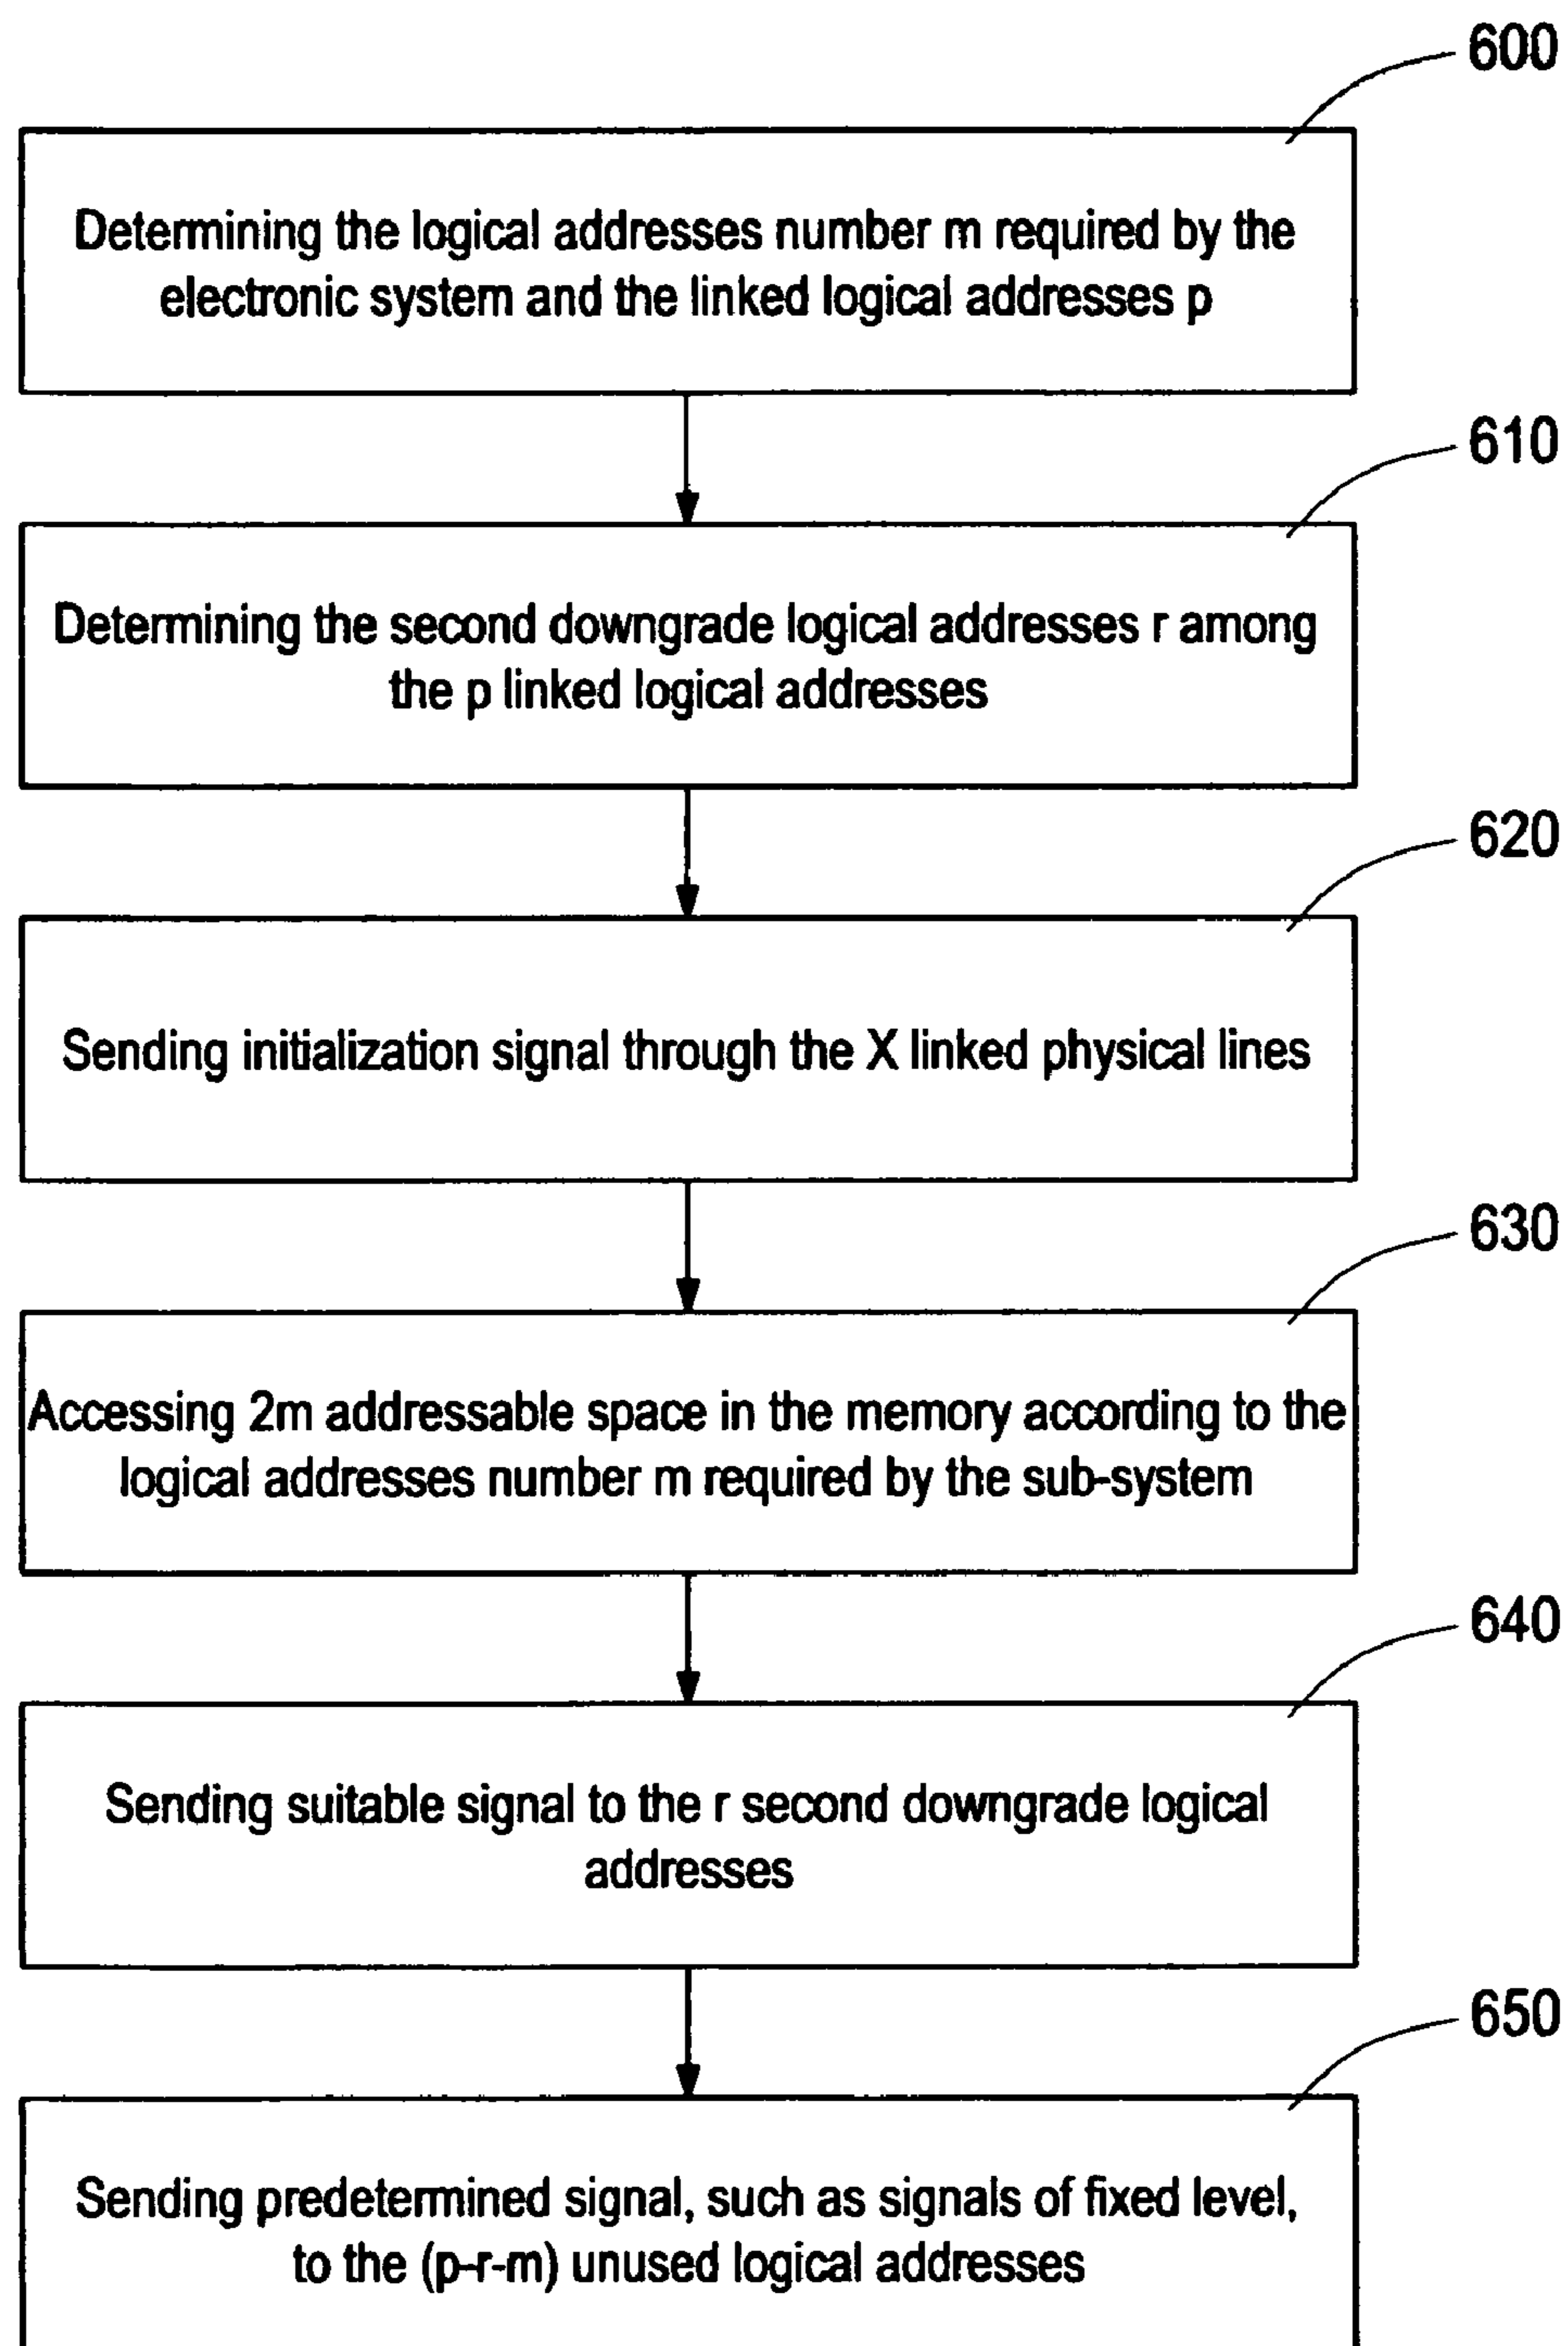 600
Determining the logical addresses number m required by the
electronic system and the linked logical addresses p
610
Determining the second downgrade logical addresses r among
the p linked logical addresses
620
Sending initialization signal through the X linked physical lines
630
Accessing 2m addressable space in the memory according to the
logical addresses number m required by the sub-system
640
Sending suitable signal to the r second downgrade logical
addresses
650
Sending predetermined signal, such as signals of fixed level,
to the (p-r-m) unused logical addresses